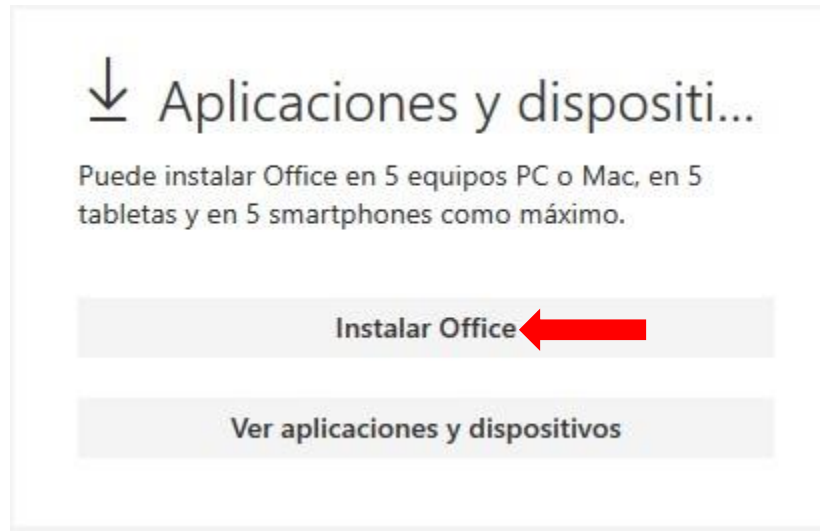 Aplicaciones y dispositi...
Puede instalar Office en 5 equipos PC o Mac, en 5
tabletas y en 5 smartphones como máximo.
Instalar Office
Ver aplicaciones y dispositivos